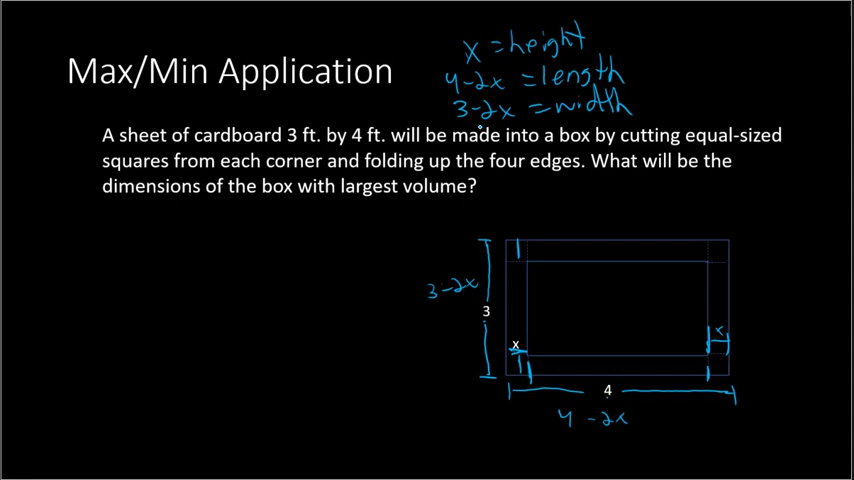 x = height
Max/Min Application
4-2x = length
3-2x = width
A sheet of cardboard 3 ft. by 4 ft. will be made into a box by cutting equal-sized
squares from each corner and folding up the four edges. What will be the
dimensions of the box with largest volume?
3-2x
3
x
x
4
4 -2x